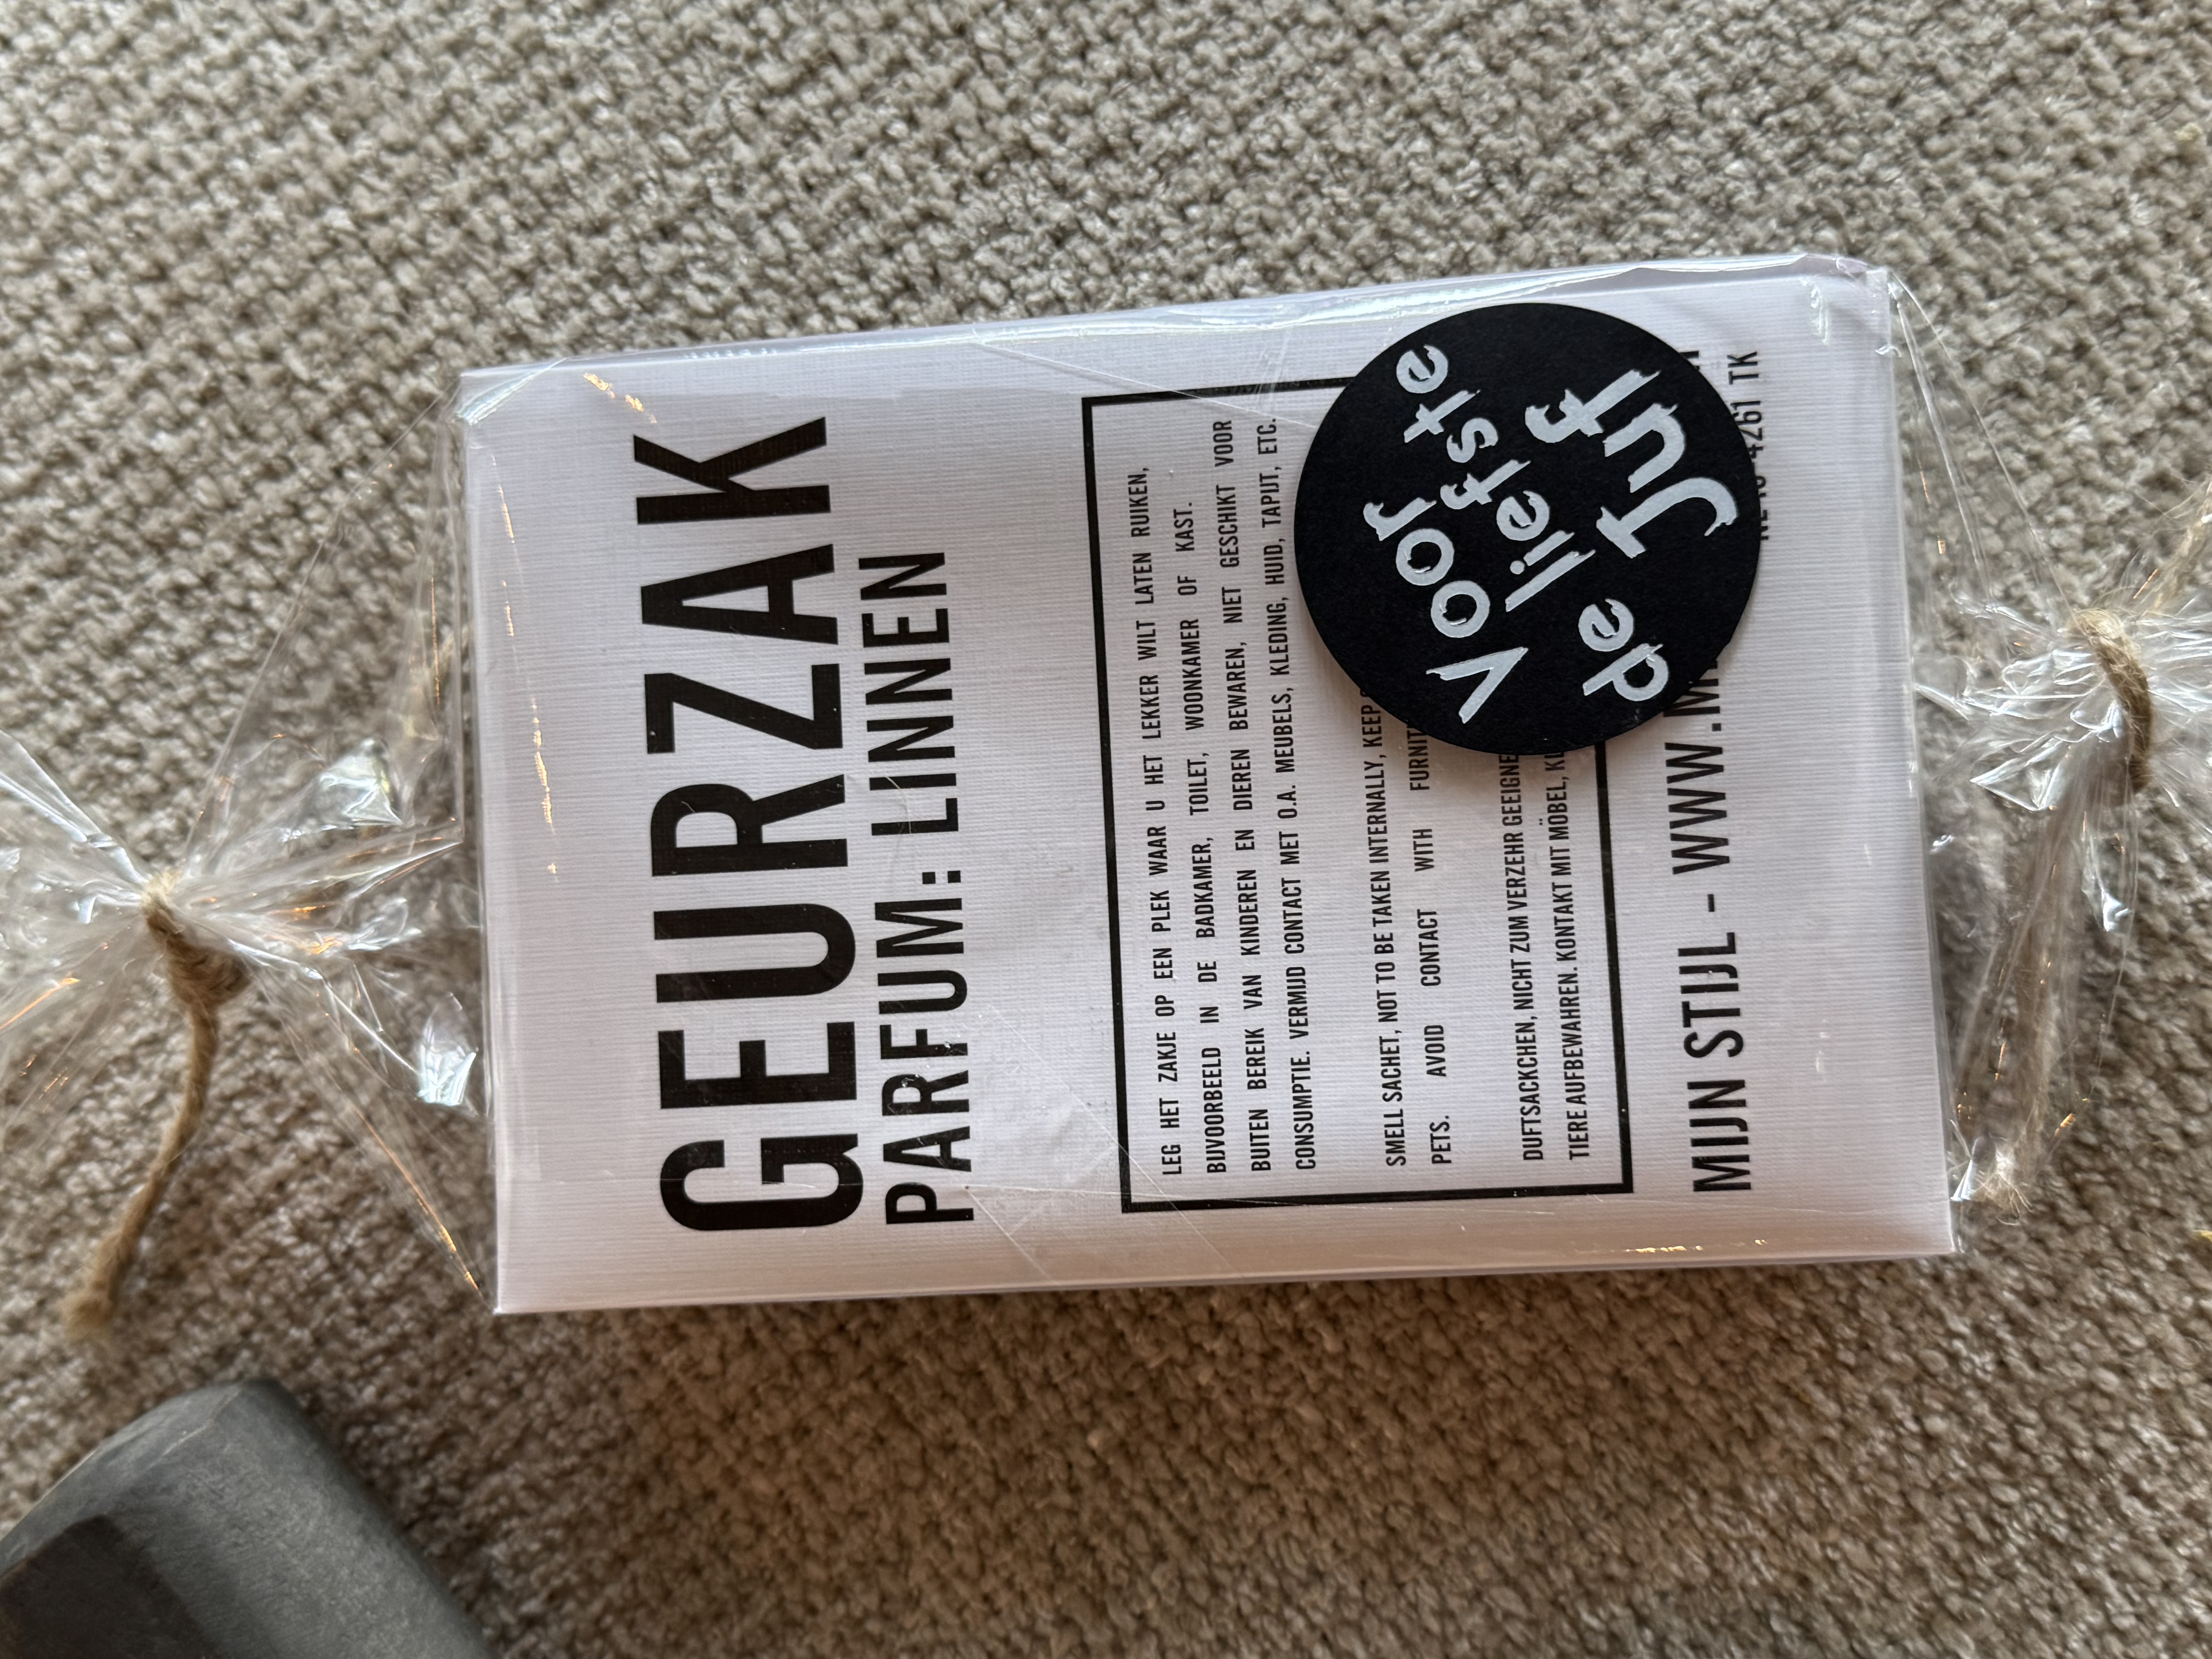 GEURZAK
PARFUM: LINNEN
LEG HET ZAKJE OP EEN PLEK WAAR U HET LEKKER WILT LATEN RUIKEN,
BIJVOORBEELD IN DE BADKAMER, TOILET, WOONKAMER OF KAST.
BUITEN BEREIK VAN KINDEREN EN DIEREN BEWAREN, NIET GESCHIKT VOOR
CONSUMPTIE. VERMIJD CONTACT MET O.A. MEUBELS, KLEDING, HUID, TAPIJT, ETC.
SMELL SACHET, NOT TO BE TAKEN INTERNALLY, KEEP
PETS. AVOID CONTACT WITH
DUFTSACKCHEN, NICHT ZUM VERZEHR
TIERE AUFBEWAHREN. KONTAKT MIT MÖBEL,
MIJN STIJL - WWW.
4261 TK
Voor
de liefste
Juf